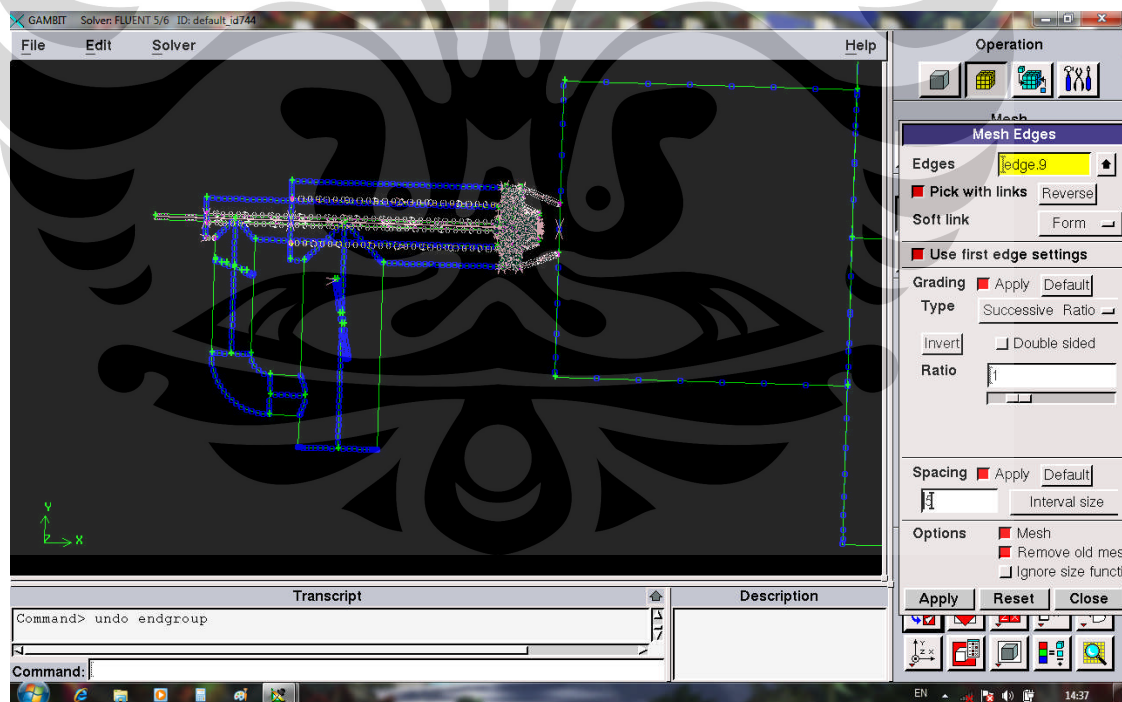 GAMBIT Solver: FLUENT 5/6 ID: default_id744
File Edit Solver Help
Operation
Mesh
Mesh Edges
Edges edge.9
Pick with links Reverse
Soft link Form
Use first edge settings
Grading Apply Default
Type Successive Ratio
Invert Double sided
Ratio 1
Spacing Apply Default
Interval size
Options Mesh
Remove old mes
Ignore size functi
Apply Reset Close
Y
Z X
Transcript Description
Command> undo endgroup
Command:
EN 14:37